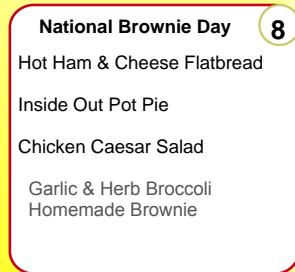 National Brownie Day 8
Hot Ham & Cheese Flatbread
Inside Out Pot Pie
Chicken Caesar Salad
Garlic & Herb Broccoli
Homemade Brownie